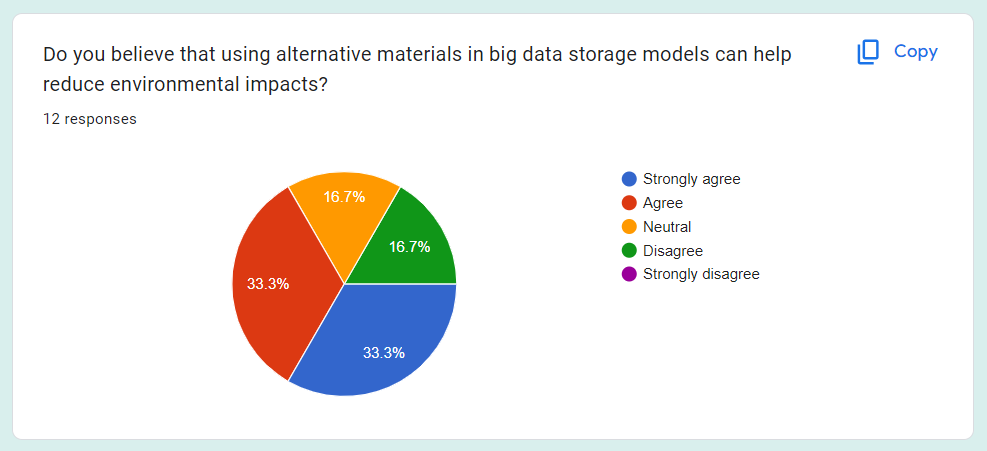 Do you believe that using alternative materials in big data storage models can help
reduce environmental impacts?
Copy
12 responses
16.7%
16.7%
33.3%
33.3%
Strongly agree
Agree
Neutral
Disagree
Strongly disagree